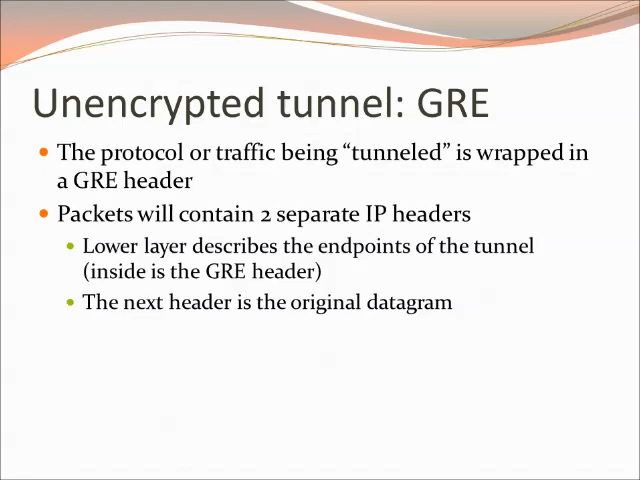 Unencrypted tunnel: GRE
• The protocol or traffic being “tunneled” is wrapped in
a GRE header
• Packets will contain 2 separate IP headers
• Lower layer describes the endpoints of the tunnel
(inside is the GRE header)
• The next header is the original datagram